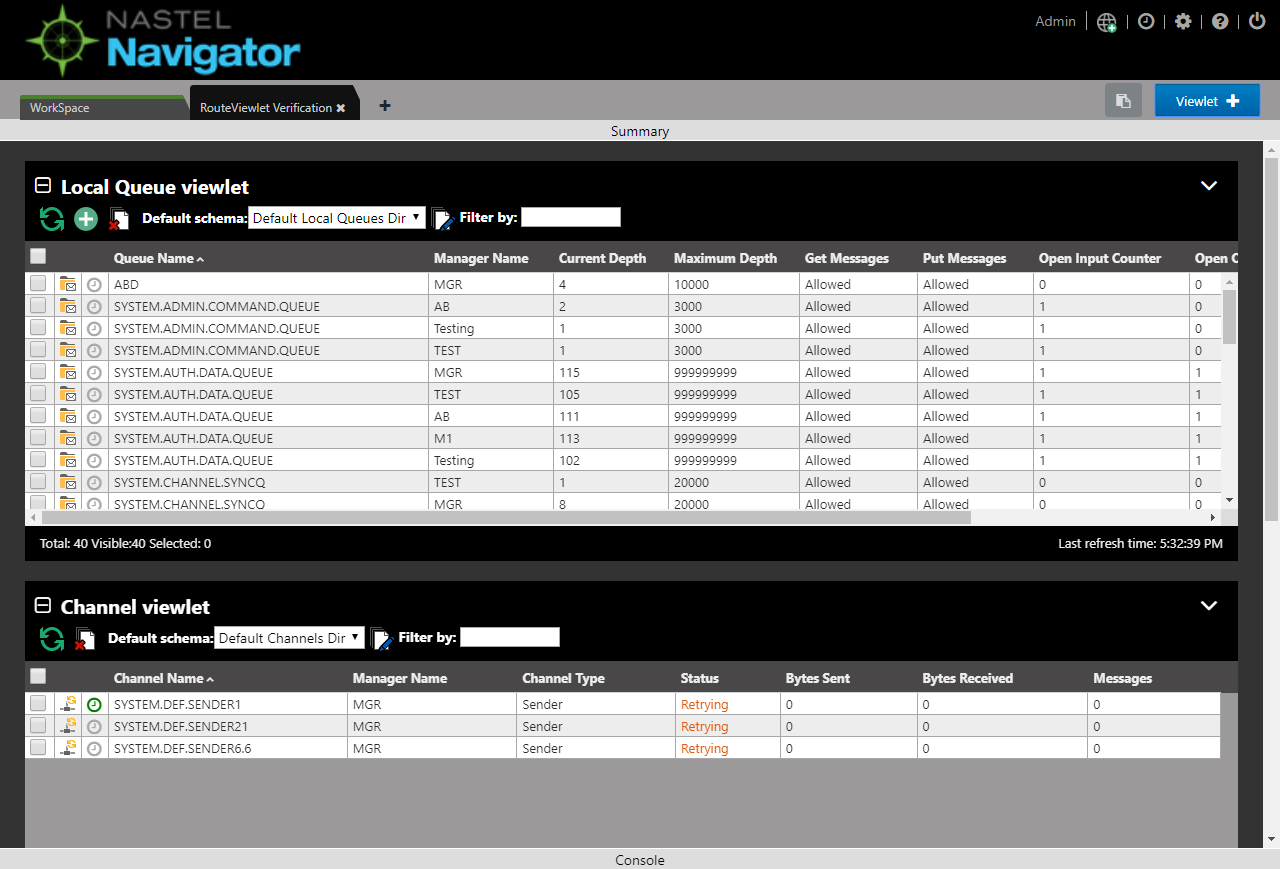 NASTEL
Navigator
Admin
WorkSpace
RouteViewlet Verification
Viewlet
Summary
Local Queue viewlet
Default schema: Default Local Queues Dir Filter by:
Queue Name Manager Name Current Depth Maximum Depth Get Messages Put Messages Open Input Counter Open
ABD MGR 4 10000 Allowed Allowed 0 0
SYSTEM.ADMIN.COMMAND.QUEUE AB 2 3000 Allowed Allowed 1 0
SYSTEM.ADMIN.COMMAND.QUEUE Testing 1 3000 Allowed Allowed 1 0
SYSTEM.ADMIN.COMMAND.QUEUE TEST 1 3000 Allowed Allowed 1 0
SYSTEM.AUTH.DATA.QUEUE MGR 115 999999999 Allowed Allowed 1 1
SYSTEM.AUTH.DATA.QUEUE TEST 105 999999999 Allowed Allowed 1 1
SYSTEM.AUTH.DATA.QUEUE AB 111 999999999 Allowed Allowed 1 1
SYSTEM.AUTH.DATA.QUEUE M1 113 999999999 Allowed Allowed 1 1
SYSTEM.AUTH.DATA.QUEUE Testing 102 999999999 Allowed Allowed 1 1
SYSTEM.CHANNEL.SYNCQ TEST 1 20000 Allowed Allowed 0 0
SYSTEM.CHANNEL.SYNCQ MGR 8 20000 Allowed Allowed 0 0
Total: 40 Visible:40 Selected: 0 Last refresh time: 5:32:39 PM
Channel viewlet
Default schema: Default Channels Dir Filter by:
Channel Name Manager Name Channel Type Status Bytes Sent Bytes Received Messages
SYSTEM.DEF.SENDER1 MGR Sender Retrying 0 0 0
SYSTEM.DEF.SENDER21 MGR Sender Retrying 0 0 0
SYSTEM.DEF.SENDER6.6 MGR Sender Retrying 0 0 0
Console